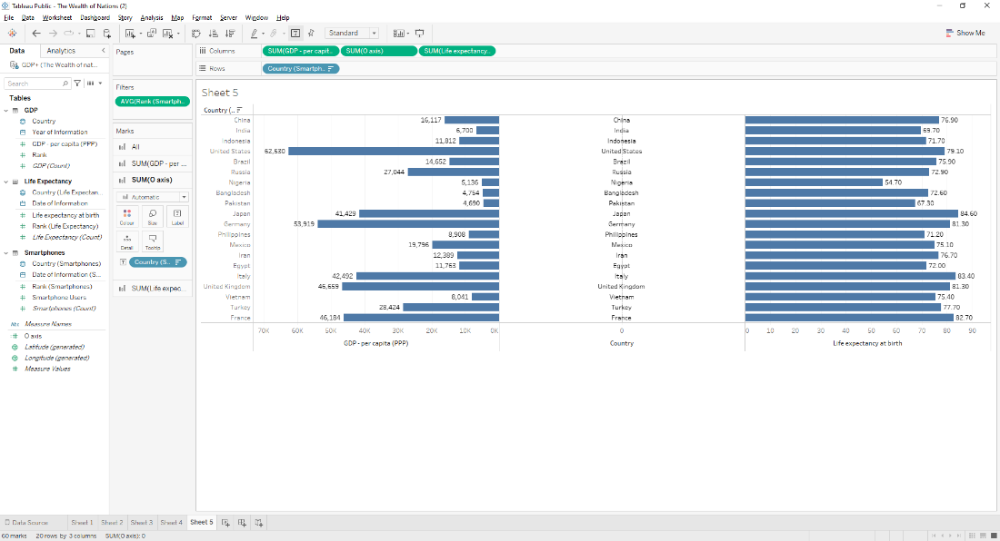 Tableau Public - The Wealth of Nations (2)
File Data Worksheet Dashboard Story Analysis Map Format Server Window Help
Standard
Show Me
Data Analytics
GDP+ (The Wealth of nat...
Search
Tables
GDP
Country
Year of Information
GDP - per capita (PPP)
Rank
GDP (Count)
Life Expectancy
Country (Life Expectan...
Date of Information
Life expectancy at birth
Rank (Life Expectancy)
Life Expectancy (Count)
Smartphones
Country (Smartphones)
Date of Information (S...
Rank (Smartphones)
Smartphone Users
Smartphones (Count)
Abc Measure Names
0 axis
Latitude (generated)
Longitude (generated)
Measure Values
Pages
Filters
AVG(Rank (Smartph..
Marks
All
SUM(GDP - per ...
SUM(0 axis)
Automatic
Colour Size Label
Detail Tooltip
Country (S..
SUM(Life expec...
Columns SUM(GDP - per capit.. SUM(0 axis) SUM(Life expectancy..
Rows Country (Smartph..
Sheet 5
Country (..
China 16,117 China 76.90
India 6,700 India 69.70
Indonesia 11,812 Indonesia 71.70
United States 62,530 United States 79.10
Brazil 14,652 Brazil 75.90
Russia 27,044 Russia 72.90
Nigeria 5,136 Nigeria 54.70
Bangladesh 4,754 Bangladesh 72.60
Pakistan 4,690 Pakistan 67.30
Japan 41,429 Japan 84.60
Germany 53,919 Germany 81.30
Philippines 8,908 Philippines 71.20
Mexico 19,796 Mexico 75.10
Iran 12,389 Iran 76.70
Egypt 11,763 Egypt 72.00
Italy 42,492 Italy 83.40
United Kingdom 46,659 United Kingdom 81.30
Vietnam 8,041 Vietnam 75.40
Turkey 28,424 Turkey 77.70
France 46,184 France 82.70
70K 60K 50K 40K 30K 20K 10K 0K 0 0 10 20 30 40 50 60 70 80 90
GDP - per capita (PPP) Country Life expectancy at birth
Data Source Sheet 1 Sheet 2 Sheet 3 Sheet 4 Sheet 5
60 marks 20 rows by 3 columns SUM(0 axis): 0